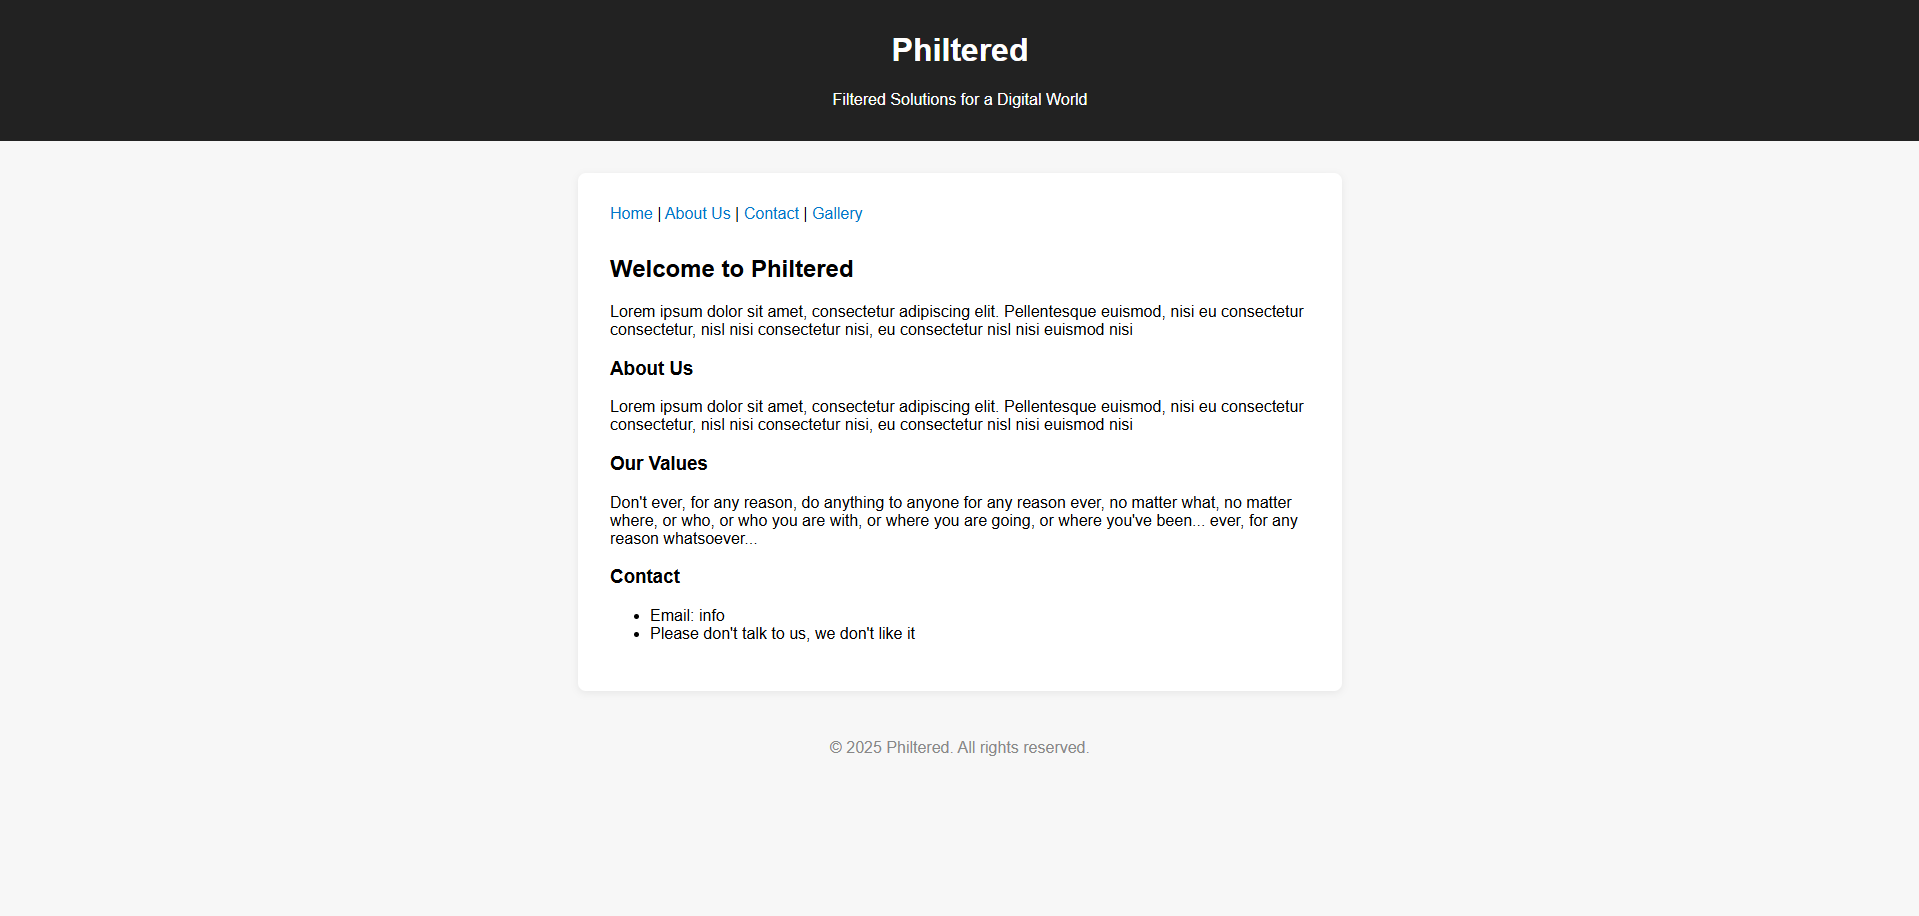 Philtered
Filtered Solutions for a Digital World
Home | About Us | Contact | Gallery
Welcome to Philtered
Lorem ipsum dolor sit amet, consectetur adipiscing elit. Pellentesque euismod, nisi eu consectetur
consectetur, nisl nisi consectetur nisi, eu consectetur nisl nisi euismod nisi
About Us
Lorem ipsum dolor sit amet, consectetur adipiscing elit. Pellentesque euismod, nisi eu consectetur
consectetur, nisl nisi consectetur nisi, eu consectetur nisl nisi euismod nisi
Our Values
Don't ever, for any reason, do anything to anyone for any reason ever, no matter what, no matter
where, or who, or who you are with, or where you are going, or where you've been... ever, for any
reason whatsoever...
Contact
• Email: info
• Please don't talk to us, we don't like it
© 2025 Philtered. All rights reserved.